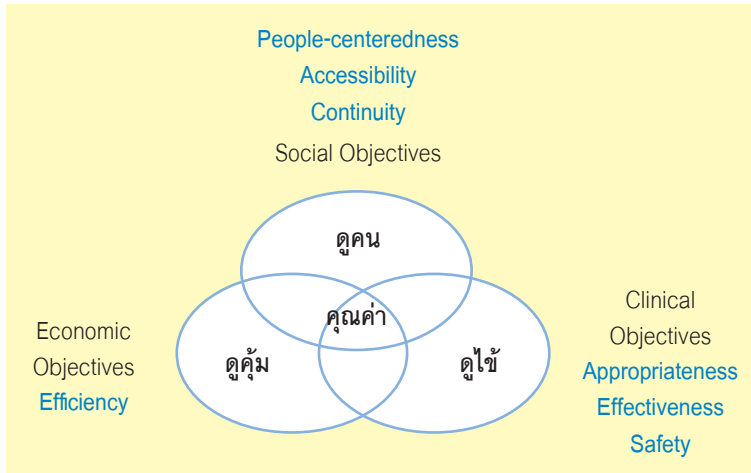 People-centeredness
Accessibility
Continuity
Social Objectives
ดูคน
คุณค่า
Economic
Objectives
Efficiency
ดูคุ้ม
ดูไข้
Clinical
Objectives
Appropriateness
Effectiveness
Safety